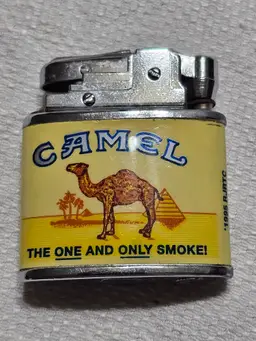 CAMEL
THE ONE AND ONLY SMOKE!
*1995 RJRTC